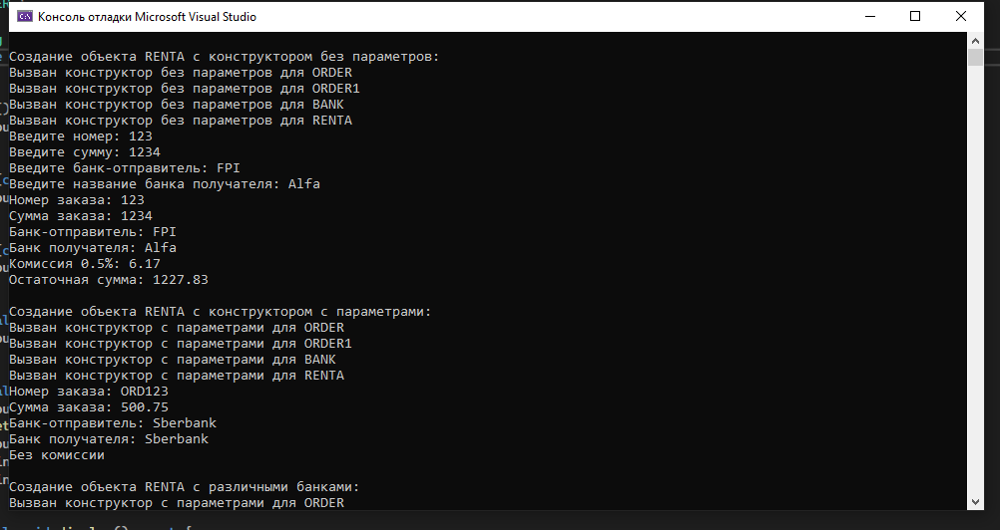 Консоль отладки Microsoft Visual Studio
Создание объекта RENTA с конструктором без параметров:
Вызван конструктор без параметров для ORDER
Вызван конструктор без параметров для ORDER1
Вызван конструктор без параметров для BANK
Вызван конструктор без параметров для RENTA
Введите номер: 123
Введите сумму: 1234
Введите банк-отправитель: FPI
Введите название банка получателя: Alfa
Номер заказа: 123
Сумма заказа: 1234
Банк-отправитель: FPI
Банк получателя: Alfa
Комиссия 0.5%: 6.17
Остаточная сумма: 1227.83
Создание объекта RENTA с конструктором с параметрами:
Вызван конструктор с параметрами для ORDER
Вызван конструктор с параметрами для ORDER1
Вызван конструктор с параметрами для BANK
Вызван конструктор с параметрами для RENTA
Номер заказа: ORD123
Сумма заказа: 500.75
Банк-отправитель: Sberbank
Банк получателя: Sberbank
Без комиссии
Создание объекта RENTA с различными банками:
Вызван конструктор с параметрами для ORDER